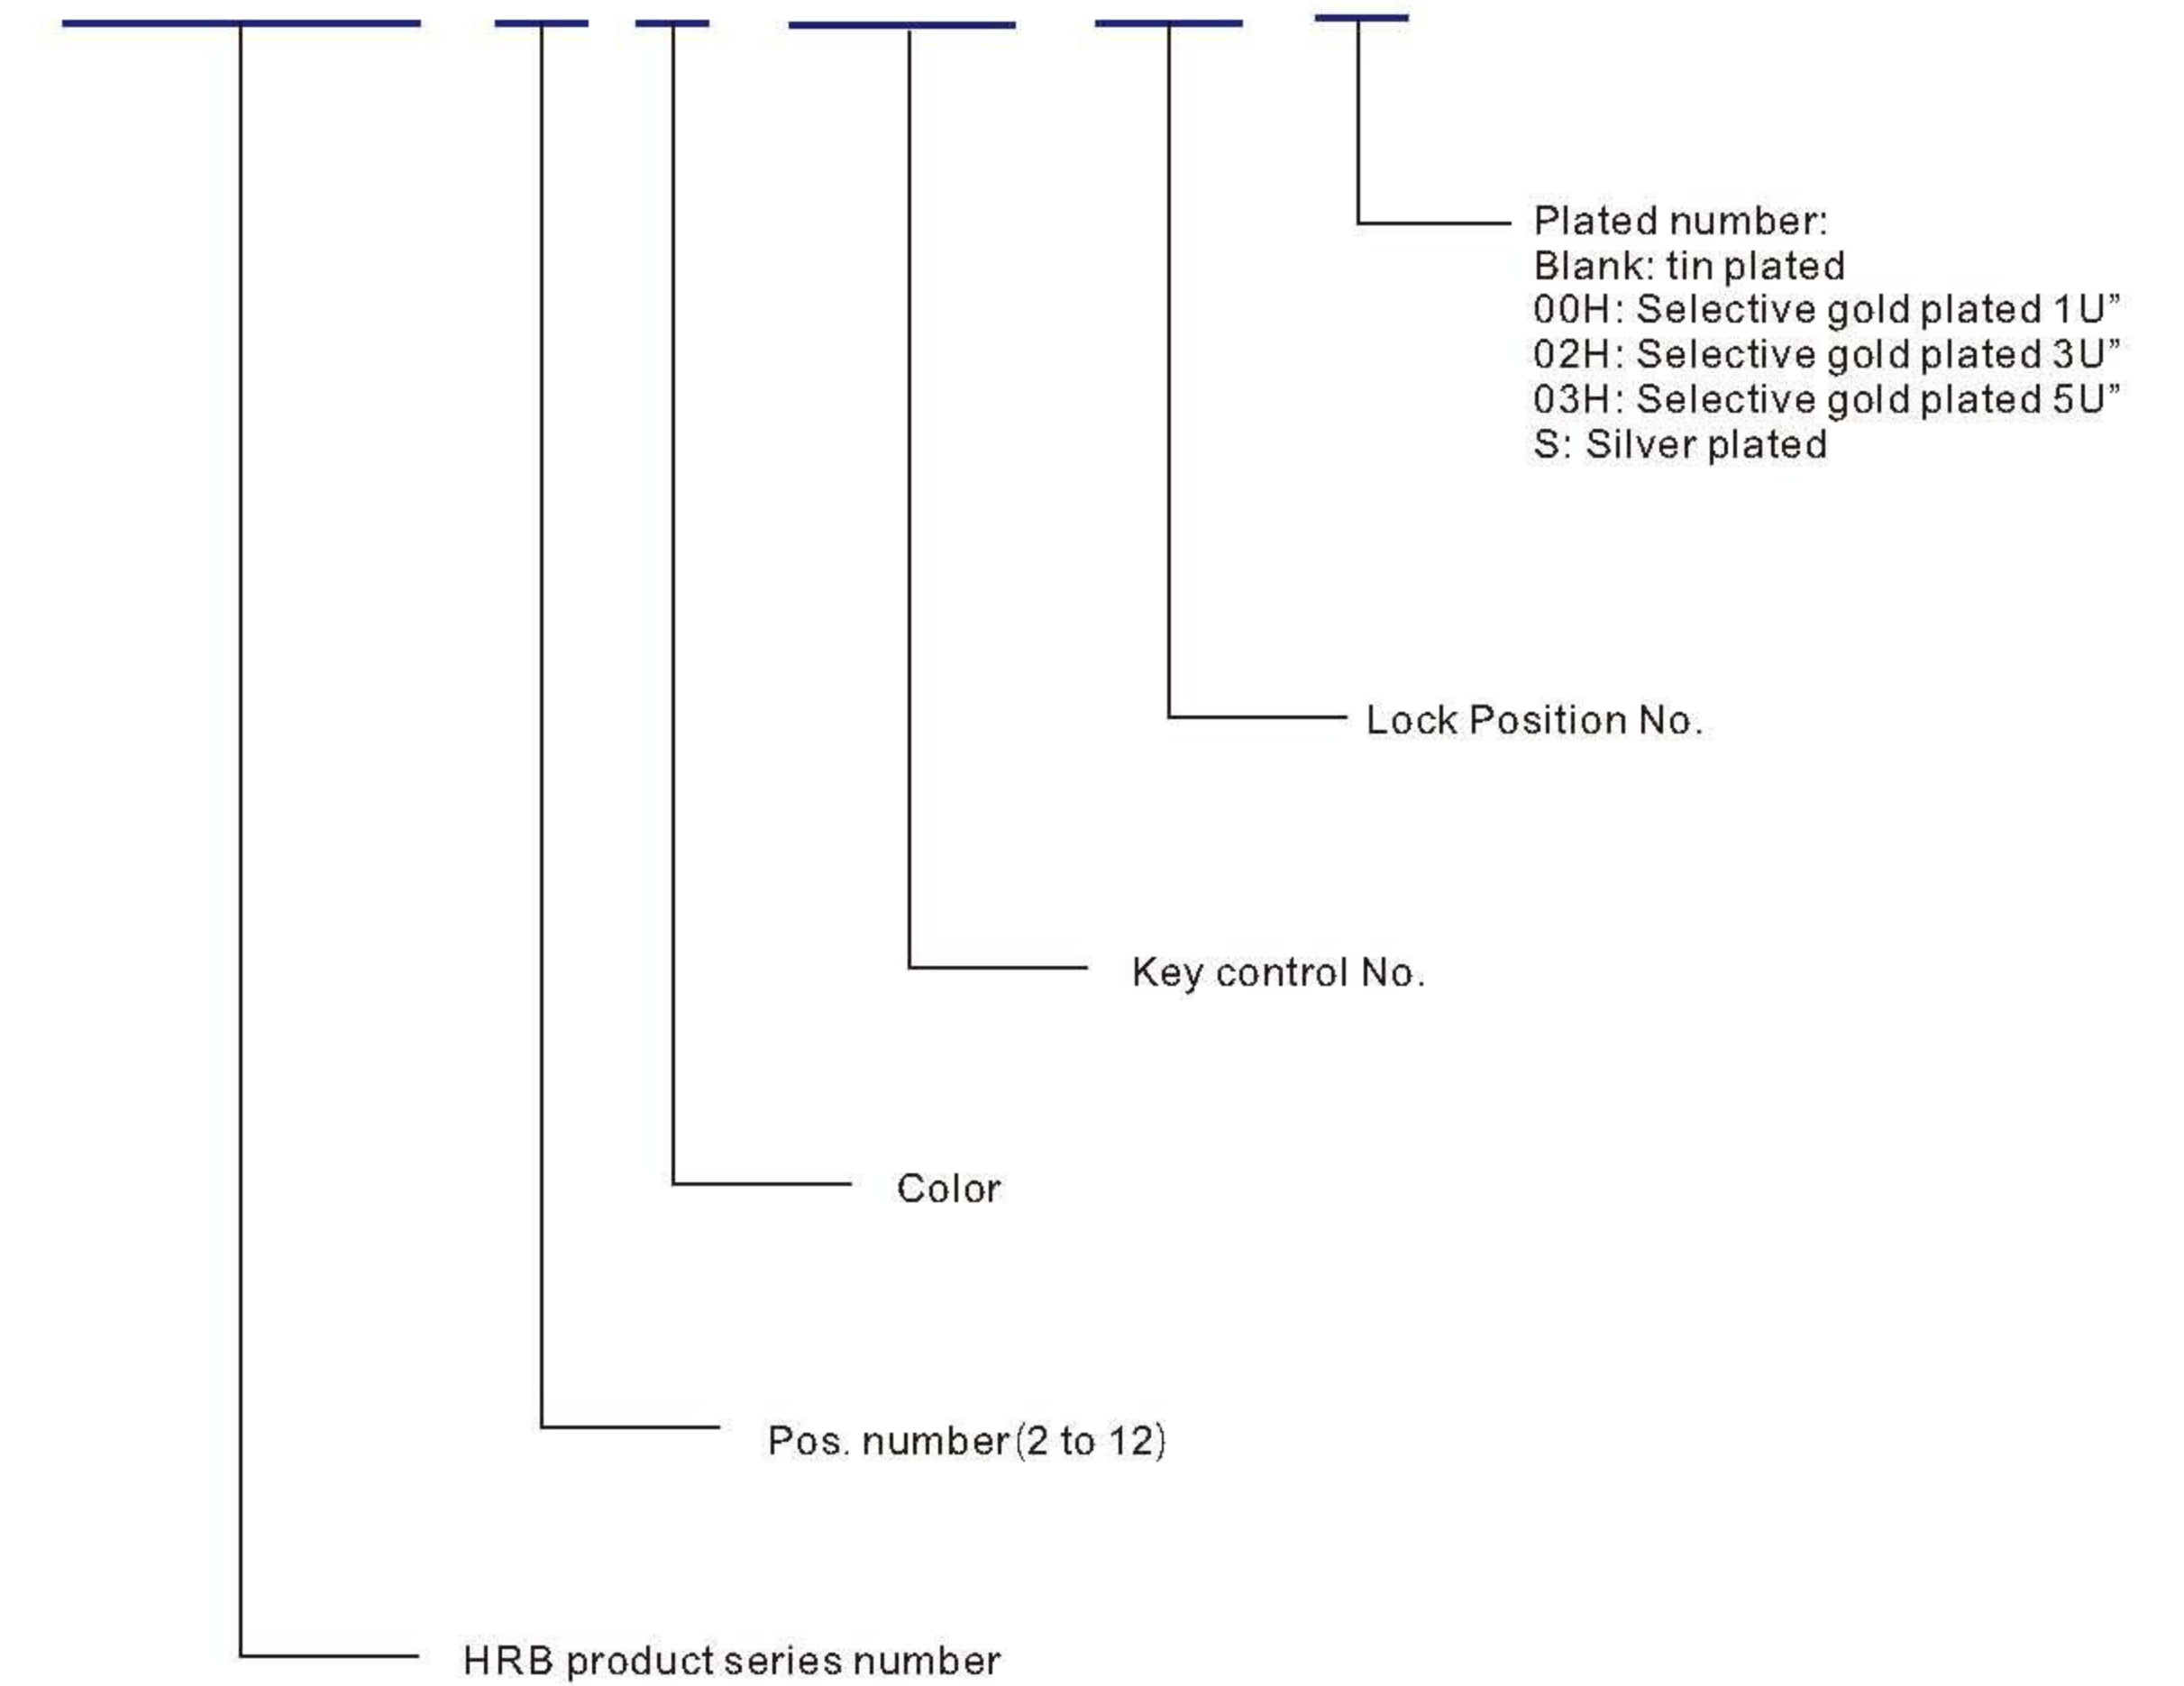 Plated number:
Blank: tin plated
00H: Selective gold plated 1U”
02H: Selective gold plated 3U”
03H: Selective gold plated 5U”
S: Silver plated
Lock Position No.
Key control No.
Color
Pos. number(2 to 12)
HRB product series number